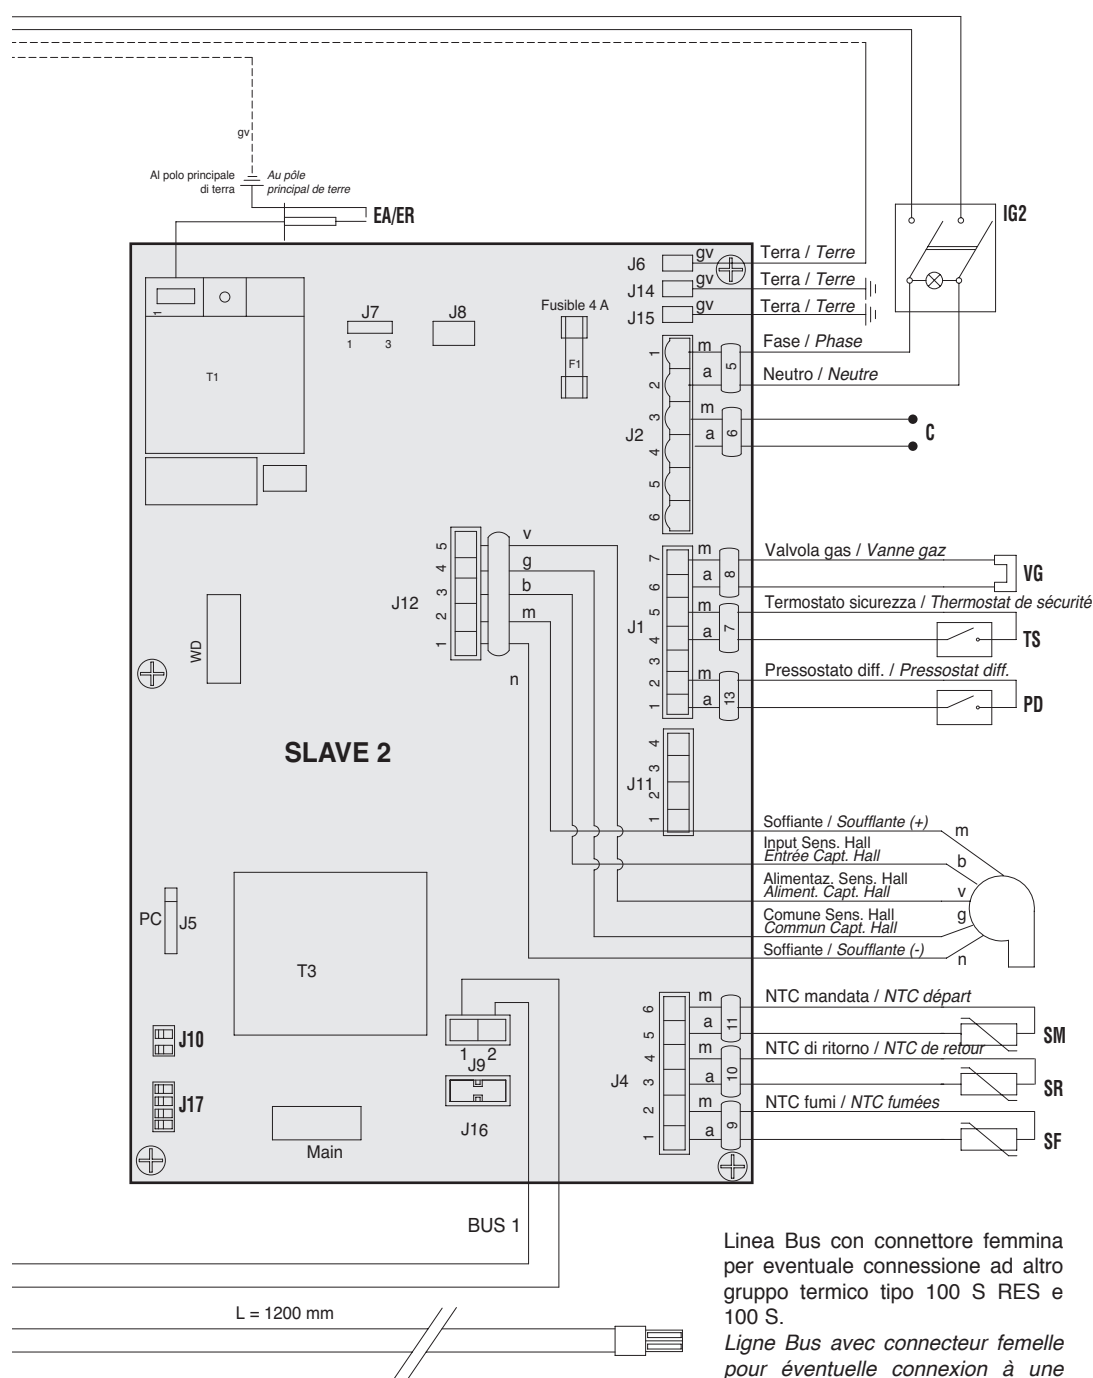 gv
Al polo principale Au pôle
di terra principal de terre
EA/ER
IG2
J6 gv Terra / Terre
J14 gv Terra / Terre
J15 gv Terra / Terre
1
T1
J7
1 3
J8
Fusible 4 A
F1
J2
1 m 5 Fase / Phase
2 a Neutro / Neutre
3 m 6 C
4 a
5
6
J12
5 v
4 g
3 b
2 m
1 n
J1
7 m 8 Valvola gas / Vanne gaz VG
6 a
5 m 7 Termostato sicurezza / Thermostat de sécurité
4 a TS
3
2 m 13 Pressostato diff. / Pressostat diff.
1 a PD
WD
SLAVE 2
J11
4
3
2
1
Soffiante / Soufflante (+) m
Input Sens. Hall
Entrée Capt. Hall b
Alimentaz. Sens. Hall
Aliment. Capt. Hall v
Comune Sens. Hall g
Commun Capt. Hall
Soffiante / Soufflante (-) n
PC J5
T3
J10
J17
1 2
J9
J16
Main
J4
6 m 11 NTC mandata / NTC départ
5 a SM
4 m 10 NTC di ritorno / NTC de retour
3 a SR
2 m 9 NTC fumi / NTC fumées
1 a SF
BUS 1
L = 1200 mm
Linea Bus con connettore femmina
per eventuale connessione ad altro
gruppo termico tipo 100 S RES e
100 S.
Ligne Bus avec connecteur femelle
pour éventuelle connexion à une